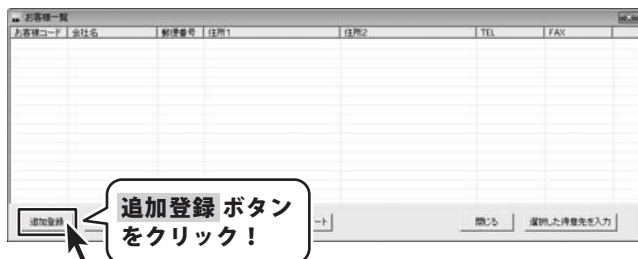 お客様一覧
お客様コード 会社名 郵便番号 住所1 住所2 TEL FAX
追加登録 ート 閉じる 選択した得意先を入力
追加登録 ボタン
をクリック！